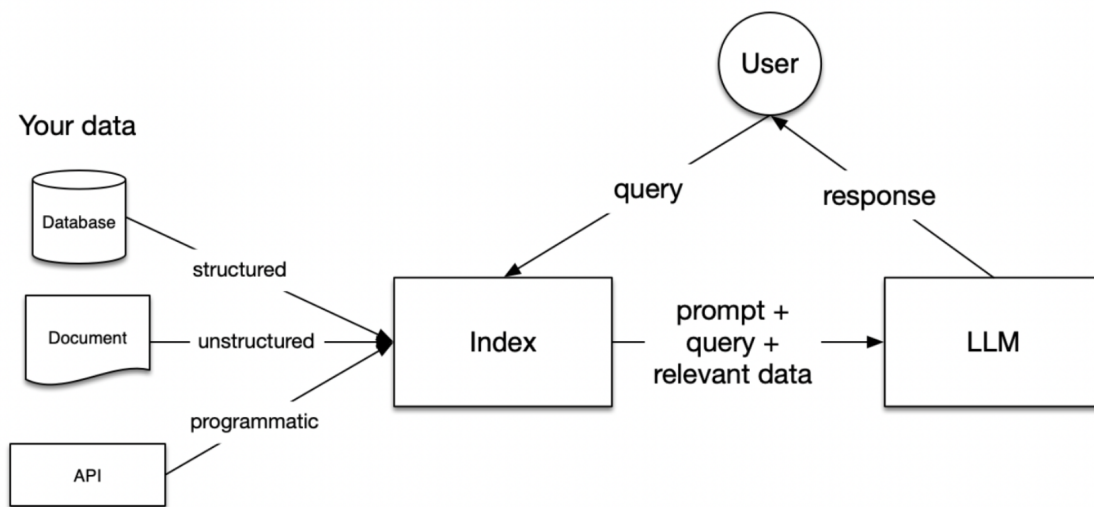 User
Your data
Database
query
response
structured
Document
unstructured
Index
prompt +
query +
relevant data
LLM
programmatic
API